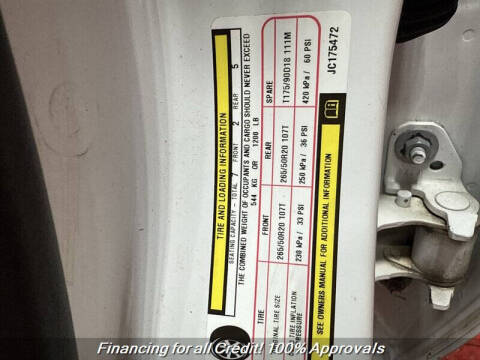 TIRE AND LOADING INFORMATION
SEATING CAPACITY - TOTAL 7 FRONT 2 REAR 5
THE COMBINED WEIGHT OF OCCUPANTS AND CARGO SHOULD NEVER EXCEED
544 KG OR 1200 LB
TIRE FRONT REAR SPARE
INAL TIRE SIZE 265/50R20 107T 265/50R20 107T T175/90D18 111M
TIRE INFLATION
PRESSURE 230 kPa / 33 PSI 250 kPa / 36 PSI 420 kPa / 60 PSI
SEE OWNERS MANUAL FOR ADDITIONAL INFORMATION
JC175472
Financing for all Credit! 100% Approvals